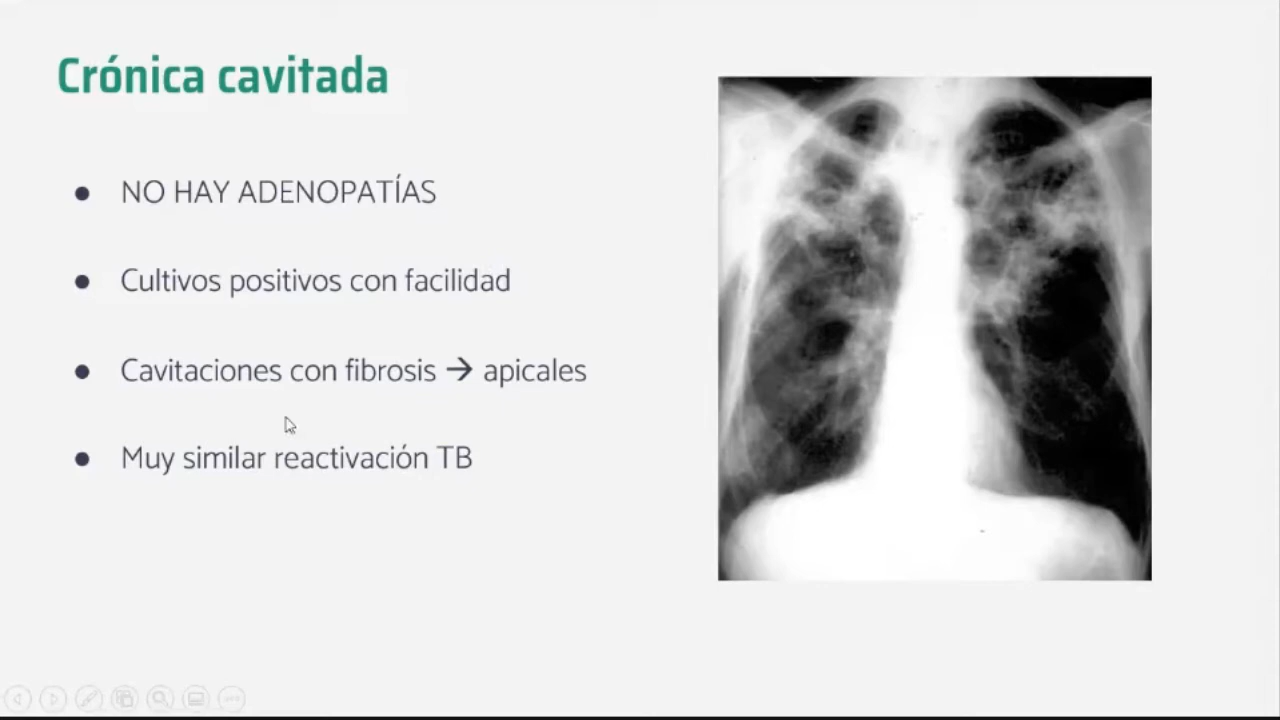 Crónica cavitada
● NO HAY ADENOPATÍAS
● Cultivos positivos con facilidad
● Cavitaciones con fibrosis → apicales
● Muy similar reactivación TB